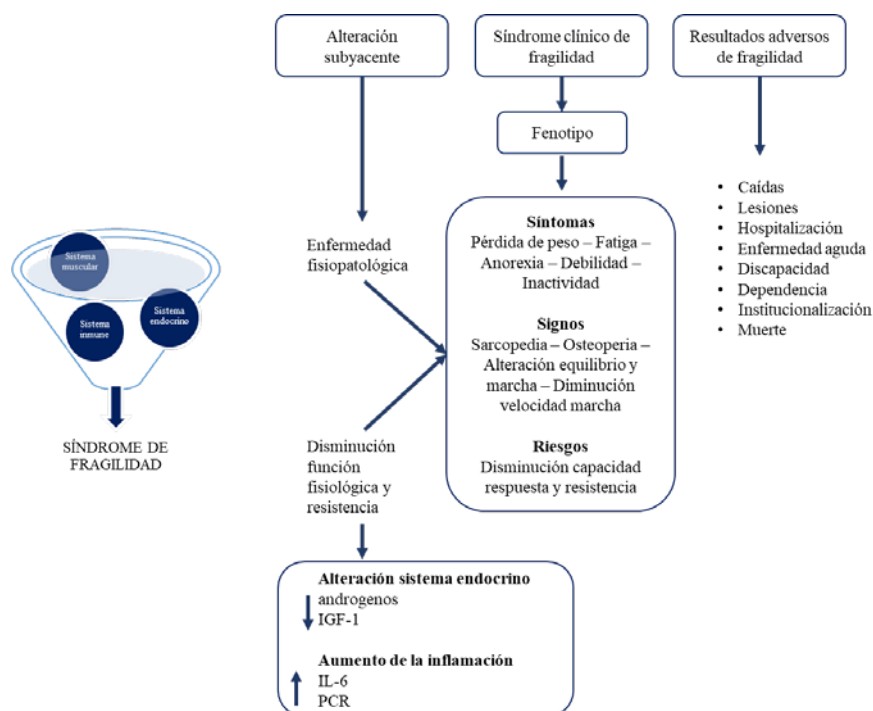 Alteración
subyacente
Síndrome clínico de
fragilidad
Resultados adversos
de fragilidad
Fenotipo
Sistema
muscular
Sistema
inmune
Sistema
endocrino
SÍNDROME DE
FRAGILIDAD
Enfermedad
fisiopatológica
Disminución
función
fisiológica y
resistencia
Síntomas
Pérdida de peso – Fatiga –
Anorexia – Debilidad –
Inactividad
Signos
Sarcopedia – Osteoperia –
Alteración equilibrio y
marcha – Diminución
velocidad marcha
Riesgos
Disminución capacidad
respuesta y resistencia
• Caídas
• Lesiones
• Hospitalización
• Enfermedad aguda
• Discapacidad
• Dependencia
• Institucionalización
• Muerte
Alteración sistema endocrino
androgenos
IGF-1
Aumento de la inflamación
IL-6
PCR